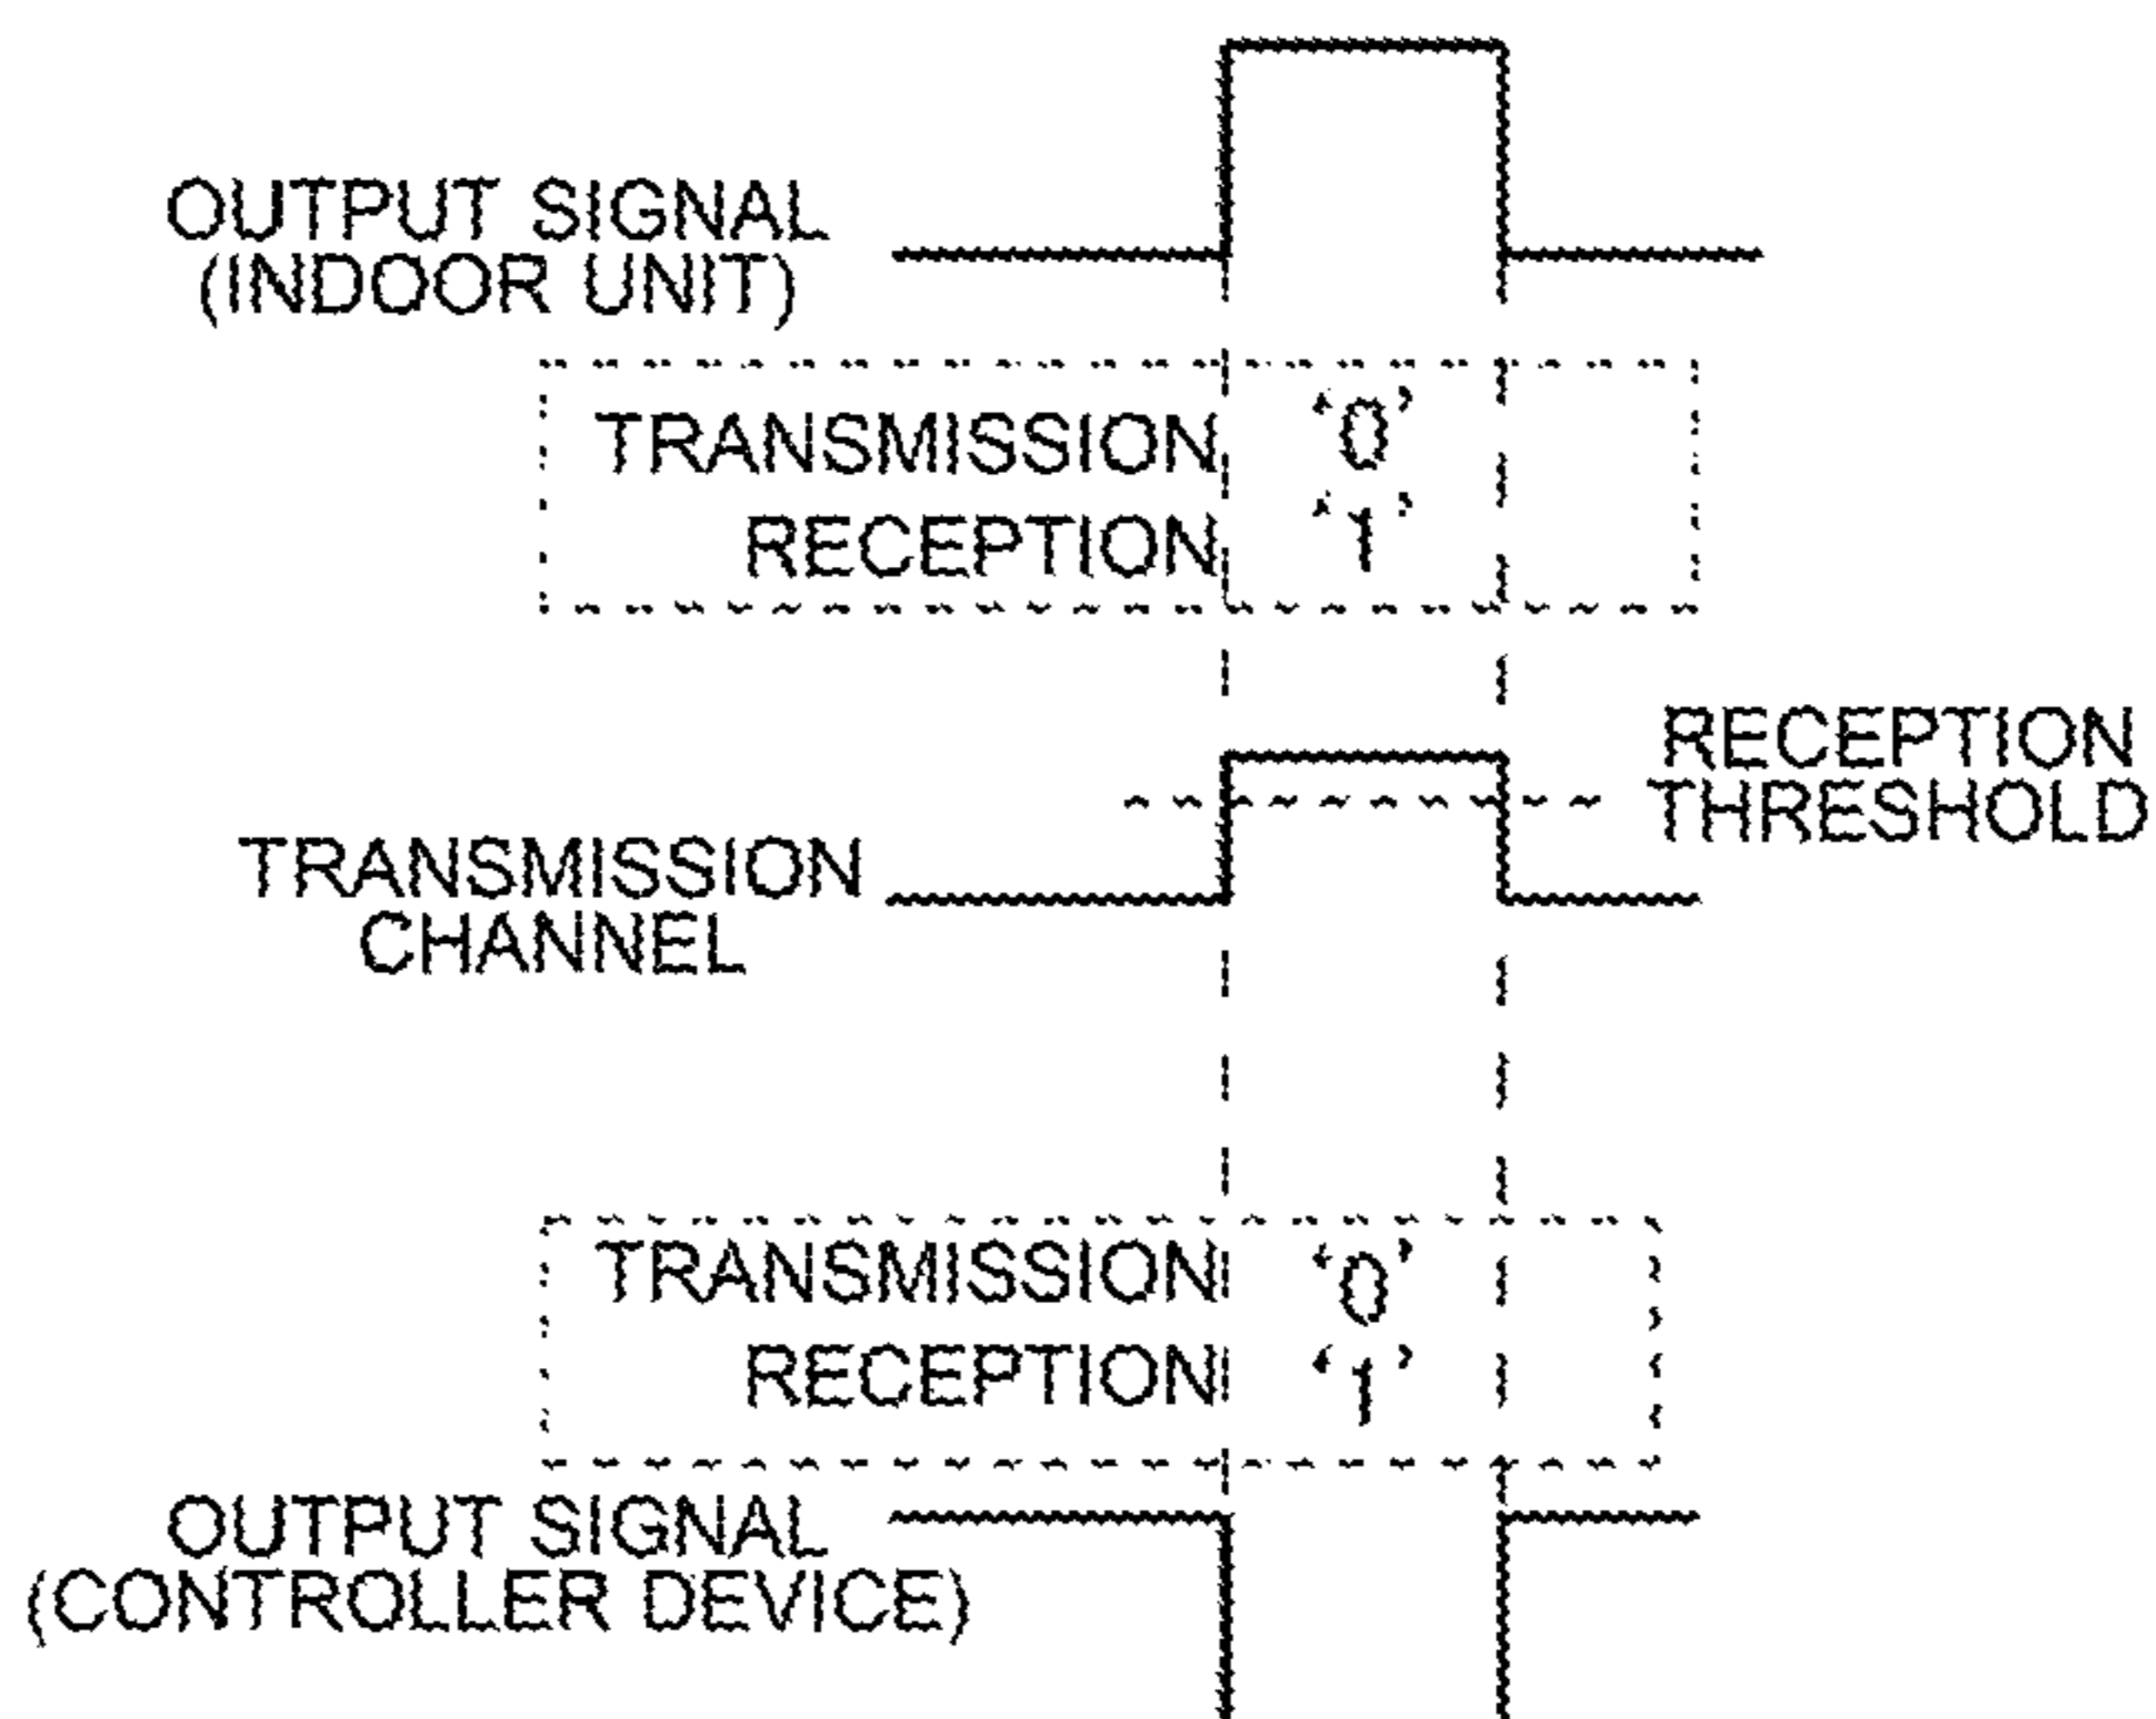 OUTPUT SIGNAL
(INDOOR UNIT)
TRANSMISSION '0'
RECEPTION '1'
RECEPTION
THRESHOLD
TRANSMISSION
CHANNEL
TRANSMISSION '0'
RECEPTION '1'
OUTPUT SIGNAL
(CONTROLLER DEVICE)